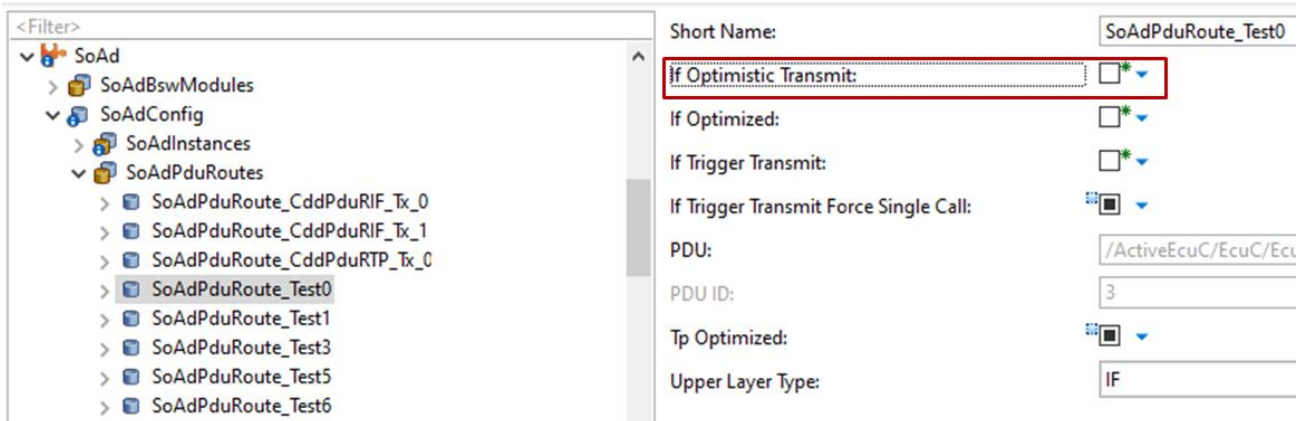 <Filter>
SoAd
SoAdBswModules
SoAdConfig
SoAdInstances
SoAdPduRoutes
SoAdPduRoute_CddPduRIF_Tx_0
SoAdPduRoute_CddPduRIF_Tx_1
SoAdPduRoute_CddPduRTP_Tx_0
SoAdPduRoute_Test0
SoAdPduRoute_Test1
SoAdPduRoute_Test3
SoAdPduRoute_Test5
SoAdPduRoute_Test6
Short Name: SoAdPduRoute_Test0
If Optimistic Transmit:
If Optimized:
If Trigger Transmit:
If Trigger Transmit Force Single Call:
PDU: /ActiveEcuC/EcuC/Ecu
PDU ID: 3
Tp Optimized:
Upper Layer Type: IF